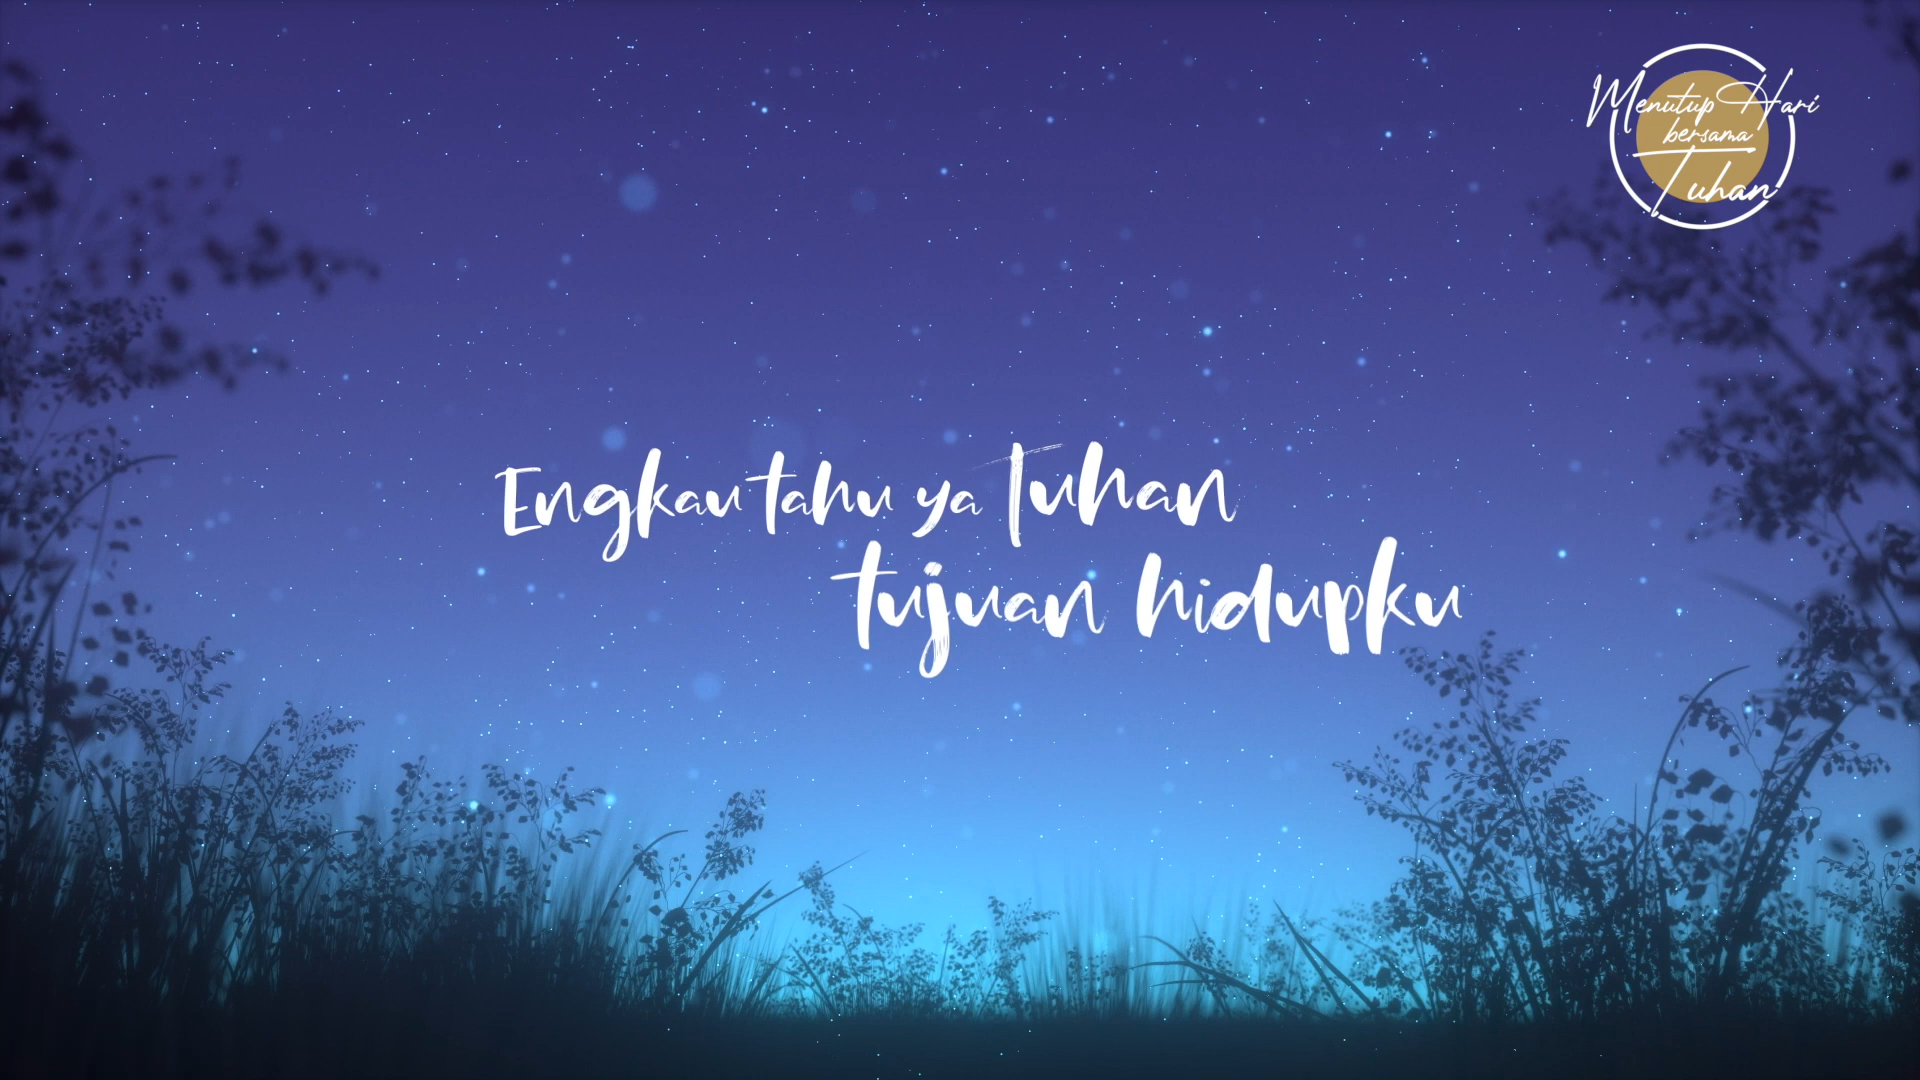 Menutup Hari
bersama
Tuhan
Engkau tahu ya Tuhan
tujuan hidupku